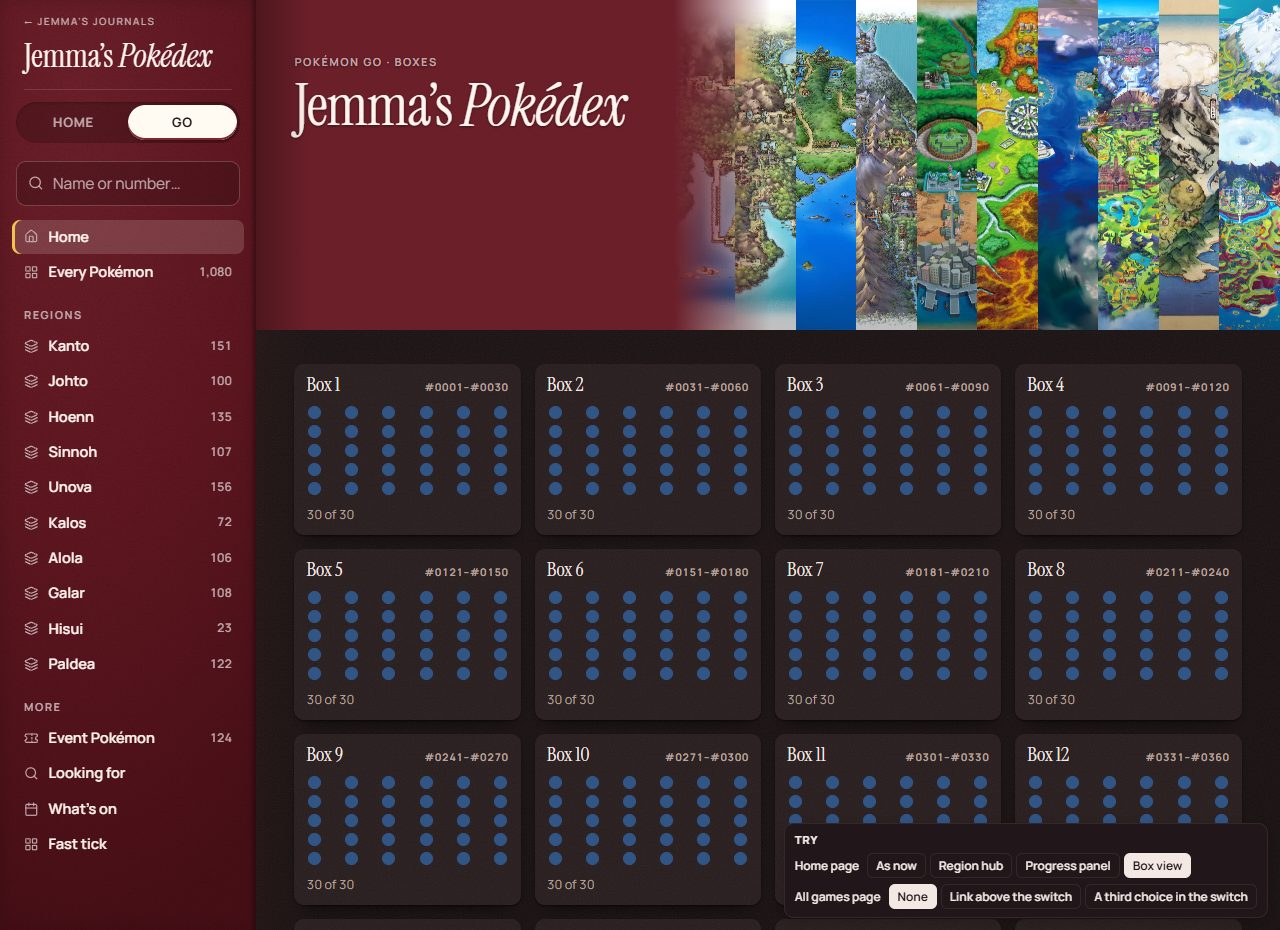 ← JEMMA'S JOURNALS
Jemma's Pokédex
HOME GO
Name or number...
Home
Every Pokémon 1,080
REGIONS
Kanto 151
Johto 100
Hoenn 135
Sinnoh 107
Unova 156
Kalos 72
Alola 106
Galar 108
Hisui 23
Paldea 122
MORE
Event Pokémon 124
Looking for
What's on
Fast tick
POKÉMON GO · BOXES
Jemma's Pokédex
Box 1 #0001–#0030
30 of 30
Box 2 #0031–#0060
30 of 30
Box 3 #0061–#0090
30 of 30
Box 4 #0091–#0120
30 of 30
Box 5 #0121–#0150
30 of 30
Box 6 #0151–#0180
30 of 30
Box 7 #0181–#0210
30 of 30
Box 8 #0211–#0240
30 of 30
Box 9 #0241–#0270
30 of 30
Box 10 #0271–#0300
30 of 30
Box 11 #0301–#0330
Box 12 #0331–#0360
TRY
Home page As now Region hub Progress panel Box view
All games page None Link above the switch A third choice in the switch